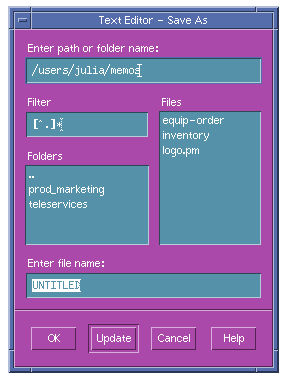 Text Editor - Save As
Enter path or folder name:
/users/julia/memos
Filter
[^.]*
Files
equip-order
inventory
logo.pm
Folders
..
prod_marketing
teleservices
Enter file name:
UNTITLED
OK
Update
Cancel
Help